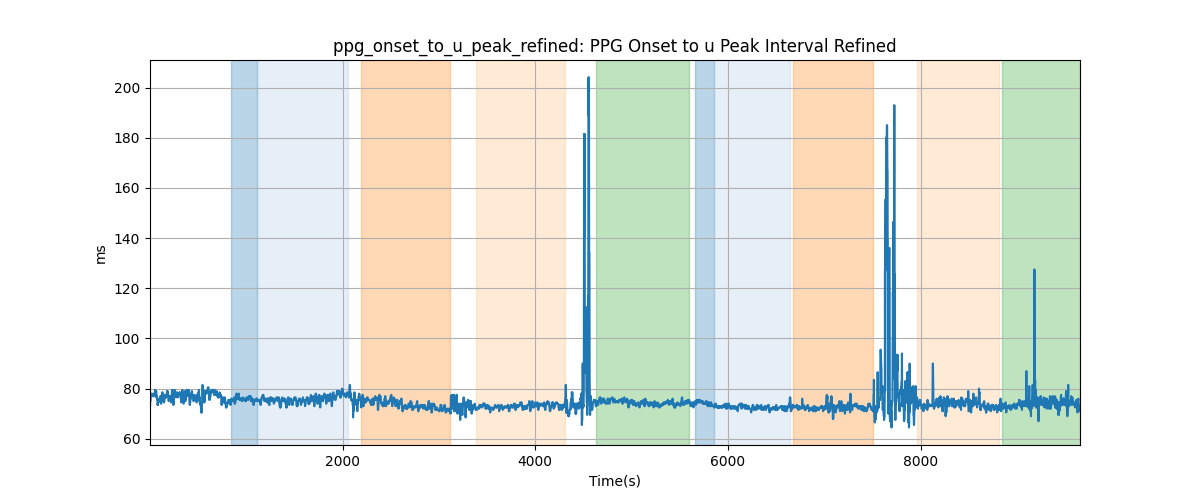 ppg_onset_to_u_peak_refined: PPG Onset to u Peak Interval Refined
200
180
160
140
120
100
80
60
ms
2000 4000 6000 8000
Time(s)